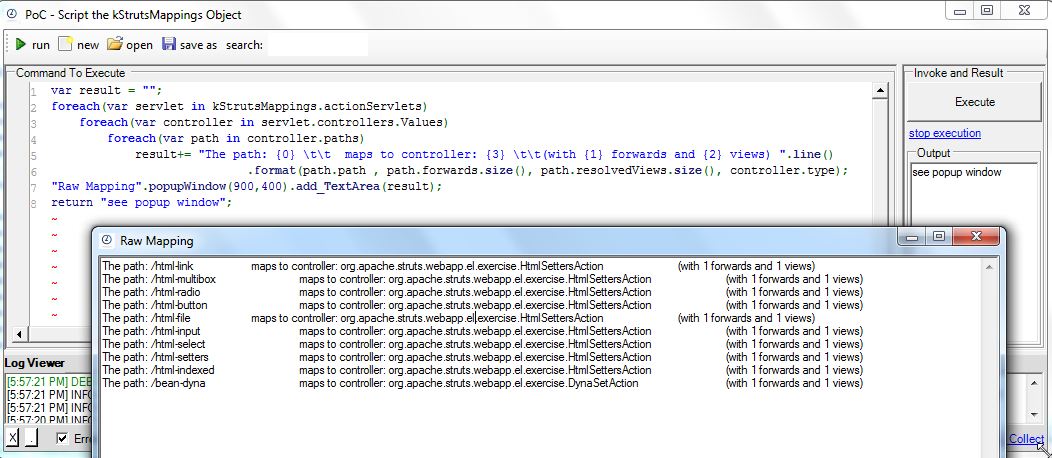 PoC - Script the kStrutsMappings Object
run new open save as search:
Command To Execute
1 var result = "";
2 foreach(var servlet in kStrutsMappings.actionServlets)
3 foreach(var controller in servlet.controllers.Values)
4 foreach(var path in controller.paths)
5 result+= "The path: {0} \t\t  maps to controller: {3} \t\t(with {1} forwards and {2} views) ".line()
6 .format(path.path , path.forwards.size(), path.resolvedViews.size(), controller.type);
7 "Raw Mapping".popupWindow(900,400).add_TextArea(result);
8 return "see popup window";
~
~
~
~
~
~
~
Invoke and Result
Execute
stop execution
Output
see popup window
Raw Mapping
The path: /html-link maps to controller: org.apache.struts.webapp.el.exercise.HtmlSettersAction (with 1 forwards and 1 views)
The path: /html-multibox maps to controller: org.apache.struts.webapp.el.exercise.HtmlSettersAction (with 1 forwards and 1 views)
The path: /html-radio maps to controller: org.apache.struts.webapp.el.exercise.HtmlSettersAction (with 1 forwards and 1 views)
The path: /html-button maps to controller: org.apache.struts.webapp.el.exercise.HtmlSettersAction (with 1 forwards and 1 views)
The path: /html-file maps to controller: org.apache.struts.webapp.el.exercise.HtmlSettersAction (with 1 forwards and 1 views)
The path: /html-input maps to controller: org.apache.struts.webapp.el.exercise.HtmlSettersAction (with 1 forwards and 1 views)
The path: /html-select maps to controller: org.apache.struts.webapp.el.exercise.HtmlSettersAction (with 1 forwards and 1 views)
The path: /html-setters maps to controller: org.apache.struts.webapp.el.exercise.HtmlSettersAction (with 1 forwards and 1 views)
The path: /html-indexed maps to controller: org.apache.struts.webapp.el.exercise.HtmlSettersAction (with 1 forwards and 1 views)
The path: /bean-dyna maps to controller: org.apache.struts.webapp.el.exercise.DynaSetAction (with 1 forwards and 1 views)
Log Viewer
[5:57:21 PM] DEB
[5:57:21 PM] INFO
[5:57:21 PM] INFO
[5:57:20 PM] INFO
X . Erro
Collect